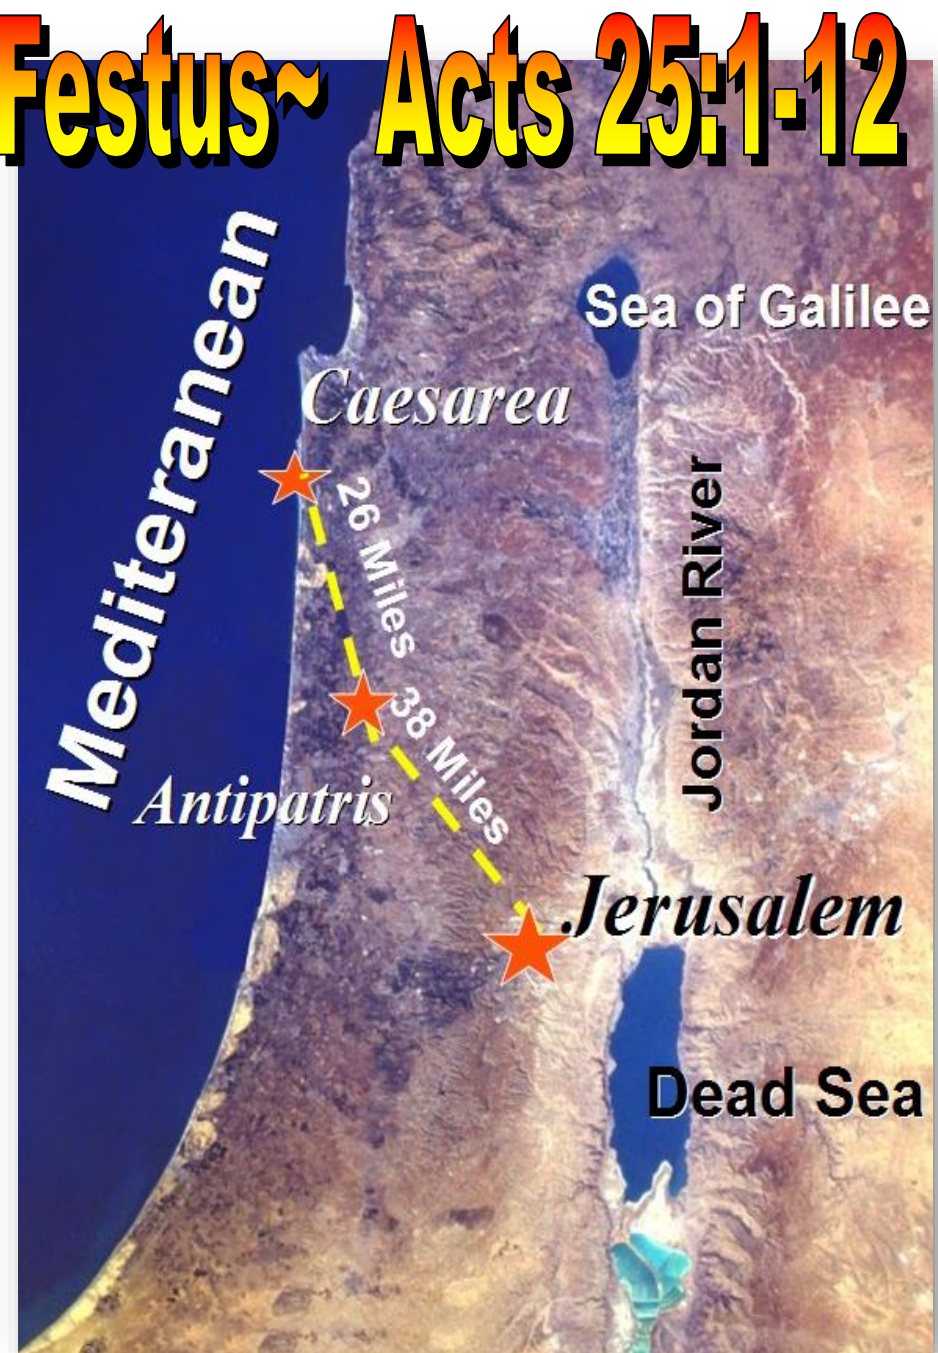 Festus~ Acts 25:1-12
Mediteranean
Sea of Galilee
Caesarea
26 Miles
Jordan River
38 Miles
Antipatris
Jerusalem
Dead Sea